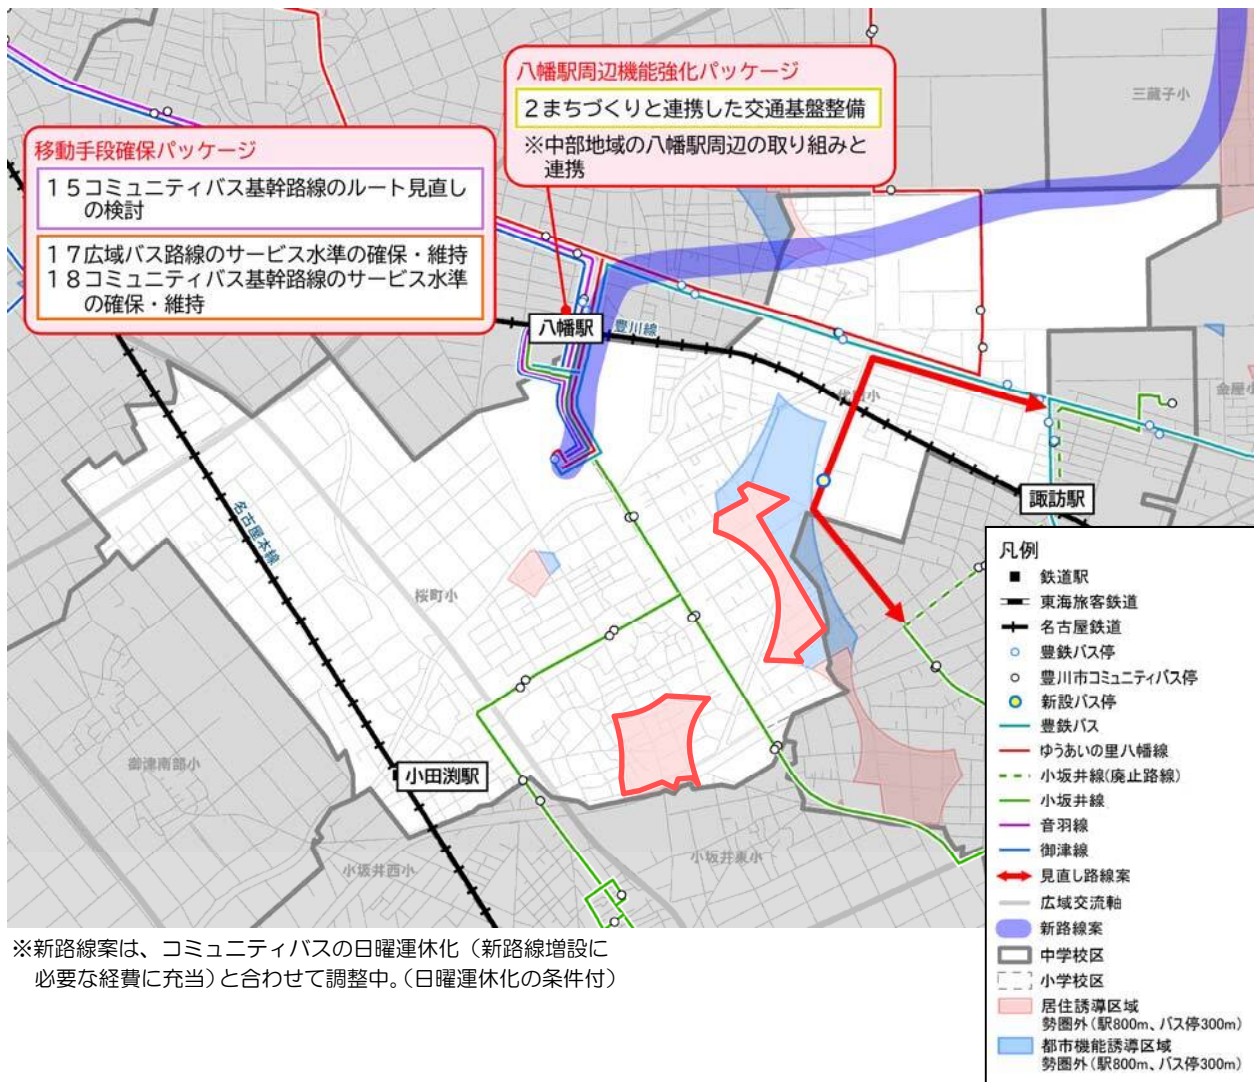 八幡駅周辺機能強化パッケージ
２まちづくりと連携した交通基盤整備
※中部地域の八幡駅周辺の取り組みと
連携
三蔵子小
移動手段確保パッケージ
１５コミュニティバス基幹路線のルート見直し
の検討
１７広域バス路線のサービス水準の確保・維持
１８コミュニティバス基幹路線のサービス水準
の確保・維持
八幡駅
豊川線
金屋小
諏訪駅
名古屋本線
桜町小
御津南部小
小田渕駅
小坂井西小
小坂井東小
凡例
鉄道駅
東海旅客鉄道
名古屋鉄道
豊鉄バス停
豊川市コミュニティバス停
新設バス停
豊鉄バス
ゆうあいの里八幡線
小坂井線(廃止路線)
小坂井線
音羽線
御津線
見直し路線案
広域交流軸
新路線案
中学校区
小学校区
居住誘導区域
勢圏外(駅800m、バス停300m)
都市機能誘導区域
勢圏外(駅800m、バス停300m)
※新路線案は、コミュニティバスの日曜運休化（新路線増設に
必要な経費に充当)と合わせて調整中。(日曜運休化の条件付)